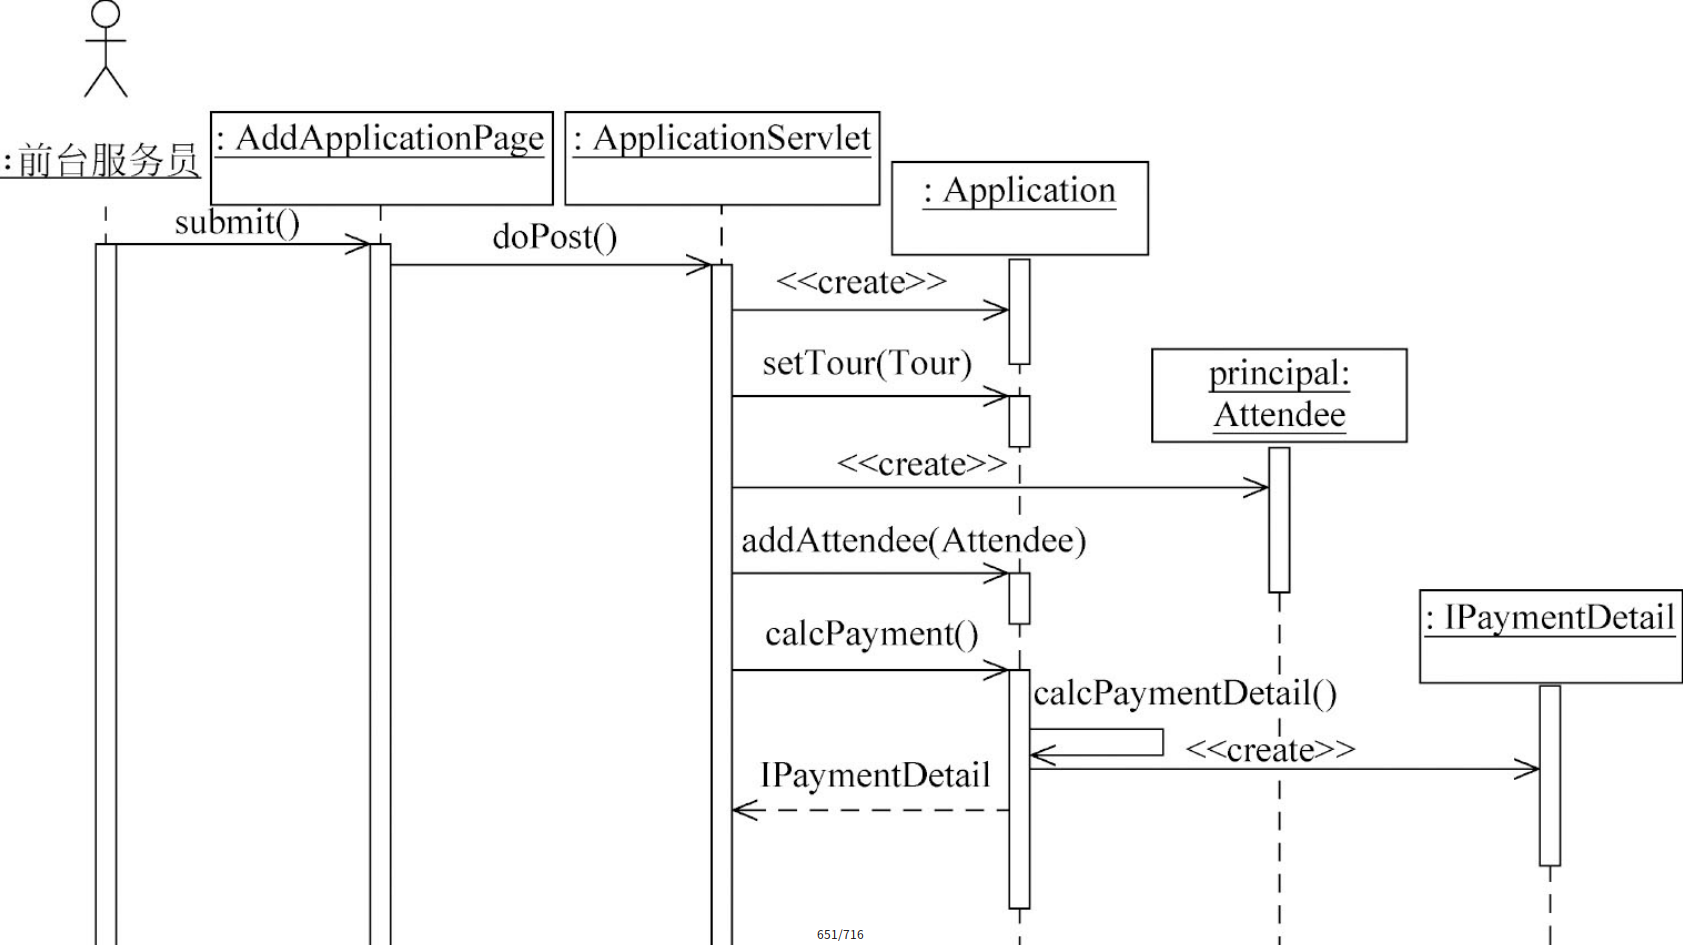 :前台服务员
: AddApplicationPage
: ApplicationServlet
: Application
submit()
doPost()
<<create>>
setTour(Tour)
principal:
Attendee
<<create>>
addAttendee(Attendee)
: IPaymentDetail
calcPayment()
calcPaymentDetail()
<<create>>
IPaymentDetail
651/716